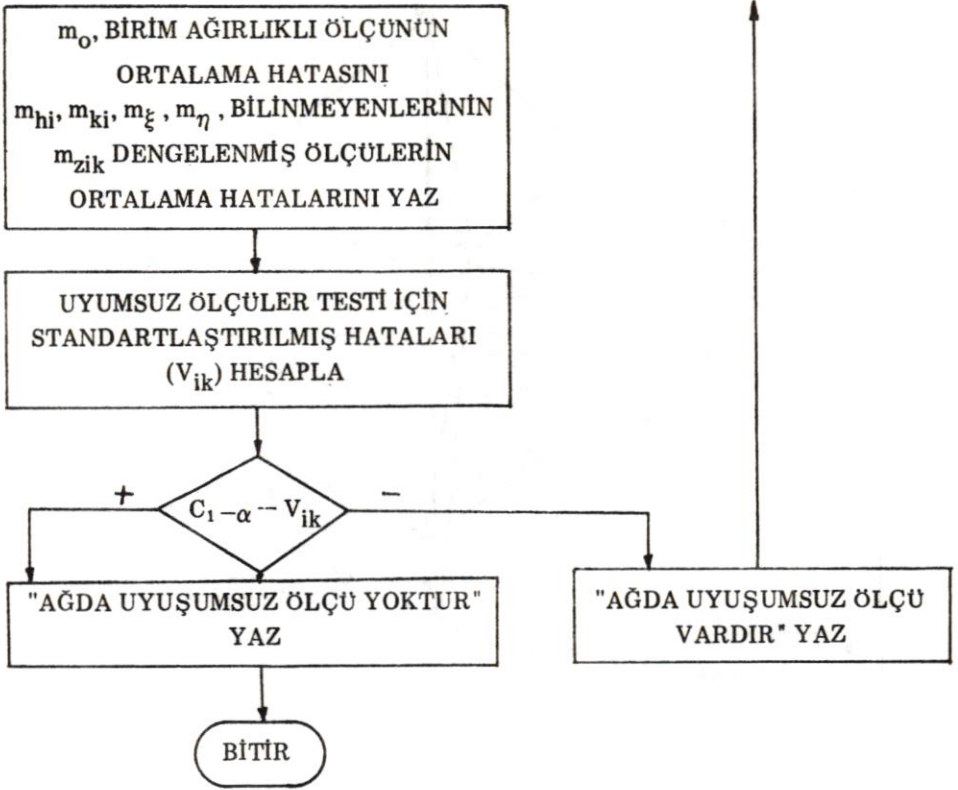 m₀, BİRİM AĞIRLIKLI ÖLÇÜNÜN
ORTALAMA HATASINI
m_hi, m_ki, m_ξ, m_η, BİLİNMEYENLERİNİN
m_zik DENGELENMİŞ ÖLÇÜLERİN
ORTALAMA HATALARINI YAZ
UYUMSUZ ÖLÇÜLER TESTİ İÇİN
STANDARTLAŞTIRILMIŞ HATALARI
(V_ik) HESAPLA
+
C_1-α -- V_ik
-
"AĞDA UYUŞUMSUZ ÖLÇÜ YOKTUR"
YAZ
"AĞDA UYUŞUMSUZ ÖLÇÜ
VARDIR" YAZ
BİTİR